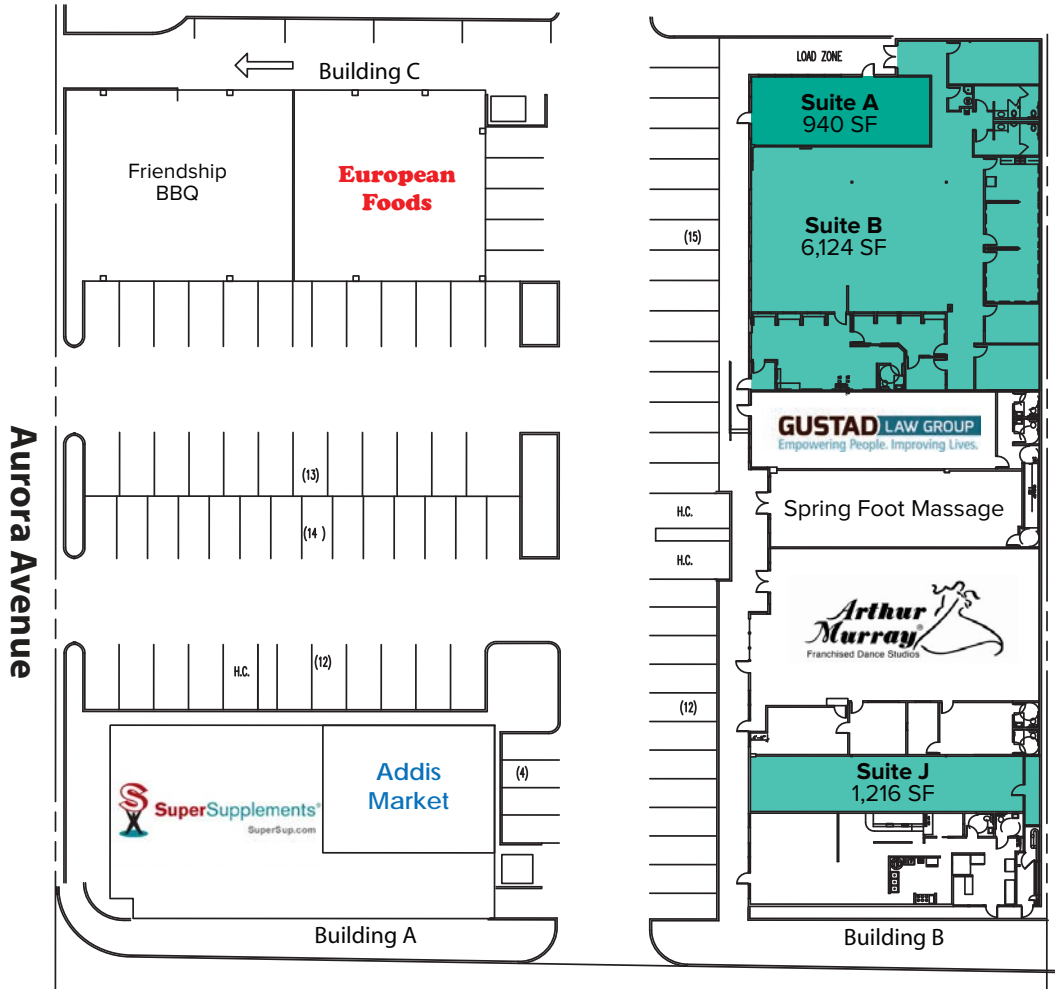 Building C
LOAD ZONE
Suite A
940 SF
Friendship
BBQ
European
Foods
(15)
Suite B
6,124 SF
Aurora Avenue
GUSTAD LAW GROUP
Empowering People. Improving Lives.
(13)
(14 )
H.C.
Spring Foot Massage
H.C.
Arthur
Murray®
Franchised Dance Studios
H.C.
(12)
(12)
Addis
Market
(4)
Suite J
1,216 SF
S
SuperSupplements®
SuperSup.com
Building A
Building B